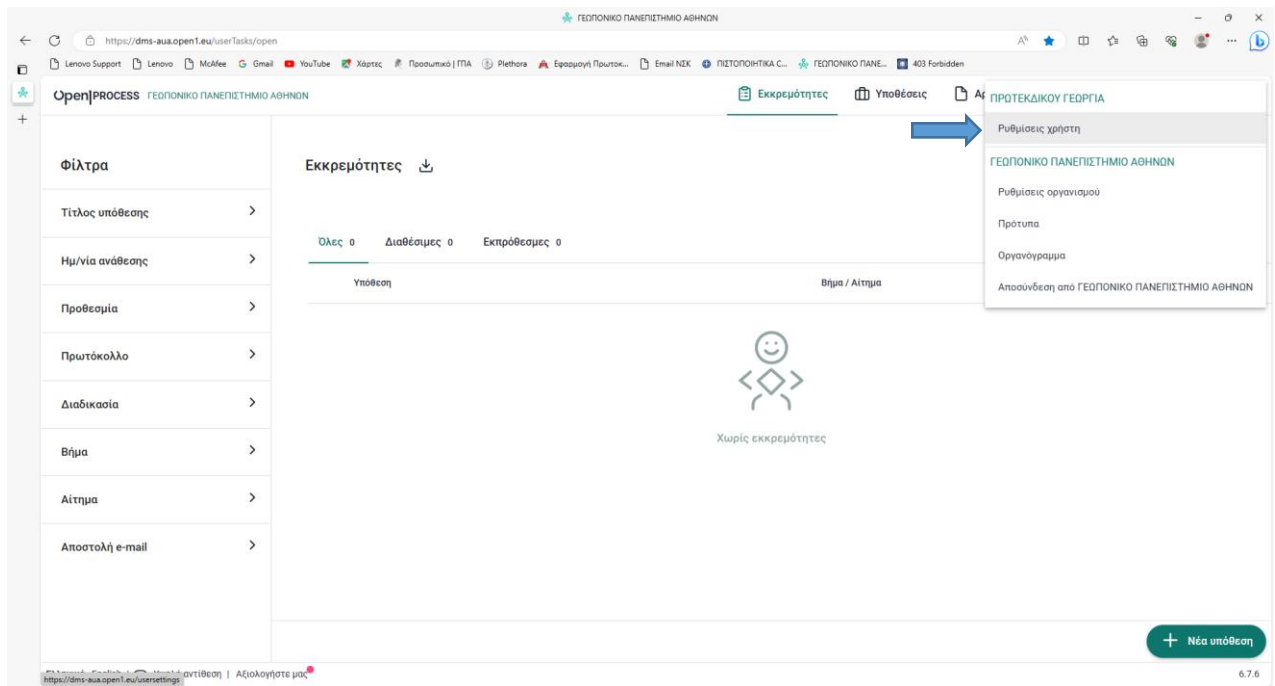 ΓΕΩΠΟΝΙΚΟ ΠΑΝΕΠΙΣΤΗΜΙΟ ΑΘΗΝΩΝ
https://dms-aua.open1.eu/userTasks/open
Lenovo Support Lenovo McAfee Gmail YouTube Χάρτες Προσωπικό | ΓΠΑ Plethora Εφαρμογή Πρωτοκ... Email ΝΣΚ ΠΙΣΤΟΠΟΙΗΤΙΚΑ C... ΓΕΩΠΟΝΙΚΟ ΠΑΝΕ... 403 Forbidden
Open|PROCESS ΓΕΩΠΟΝΙΚΟ ΠΑΝΕΠΙΣΤΗΜΙΟ ΑΘΗΝΩΝ
Εκκρεμότητες Υποθέσεις
ΠΡΩΤΕΚΔΙΚΟΥ ΓΕΩΡΓΙΑ
Ρυθμίσεις χρήστη
ΓΕΩΠΟΝΙΚΟ ΠΑΝΕΠΙΣΤΗΜΙΟ ΑΘΗΝΩΝ
Ρυθμίσεις οργανισμού
Πρότυπα
Οργανόγραμμα
Αποσύνδεση από ΓΕΩΠΟΝΙΚΟ ΠΑΝΕΠΙΣΤΗΜΙΟ ΑΘΗΝΩΝ
Φίλτρα
Τίτλος υπόθεσης
Ημ/νία ανάθεσης
Προθεσμία
Πρωτόκολλο
Διαδικασία
Βήμα
Αίτημα
Αποστολή e-mail
Εκκρεμότητες
Όλες 0 Διαθέσιμες 0 Εκπρόθεσμες 0
Υπόθεση Βήμα / Αίτημα
Χωρίς εκκρεμότητες
+ Νέα υπόθεση
αντίθεση | Αξιολογήστε μας
https://dms-aua.open1.eu/usersettings
6.7.6